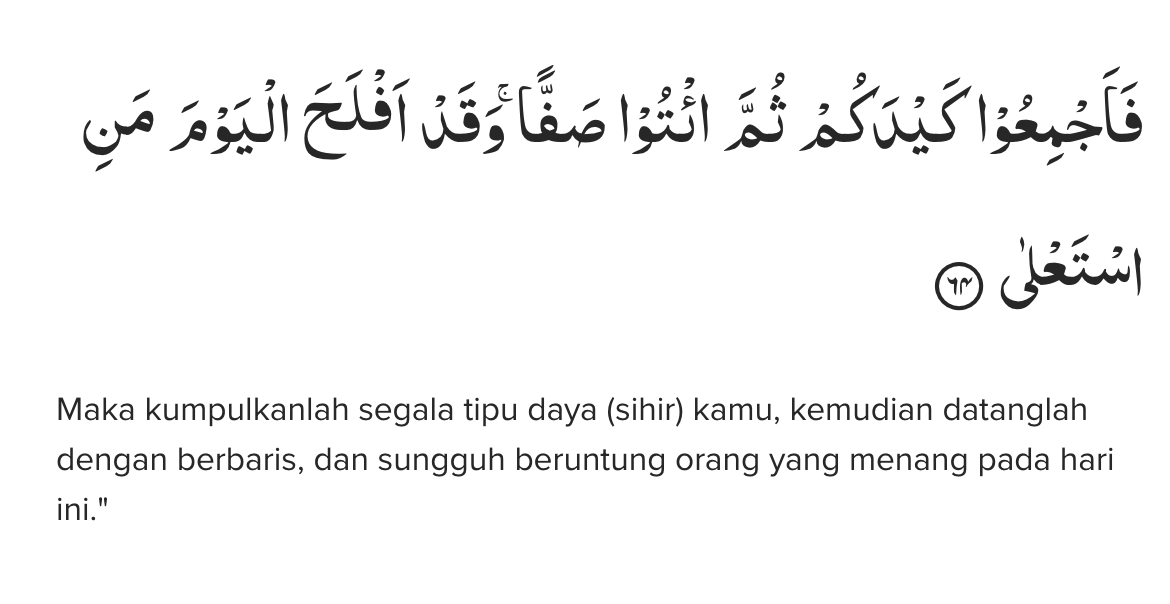 فَاَجْمِعُوْا كَيْدَكُمْ ثُمَّ ائْتُوْا صَفًّاۚ وَقَدْ اَفْلَحَ الْيَوْمَ مَنِ
اسْتَعْلٰى ٦٤
Maka kumpulkanlah segala tipu daya (sihir) kamu, kemudian datanglah
dengan berbaris, dan sungguh beruntung orang yang menang pada hari
ini."